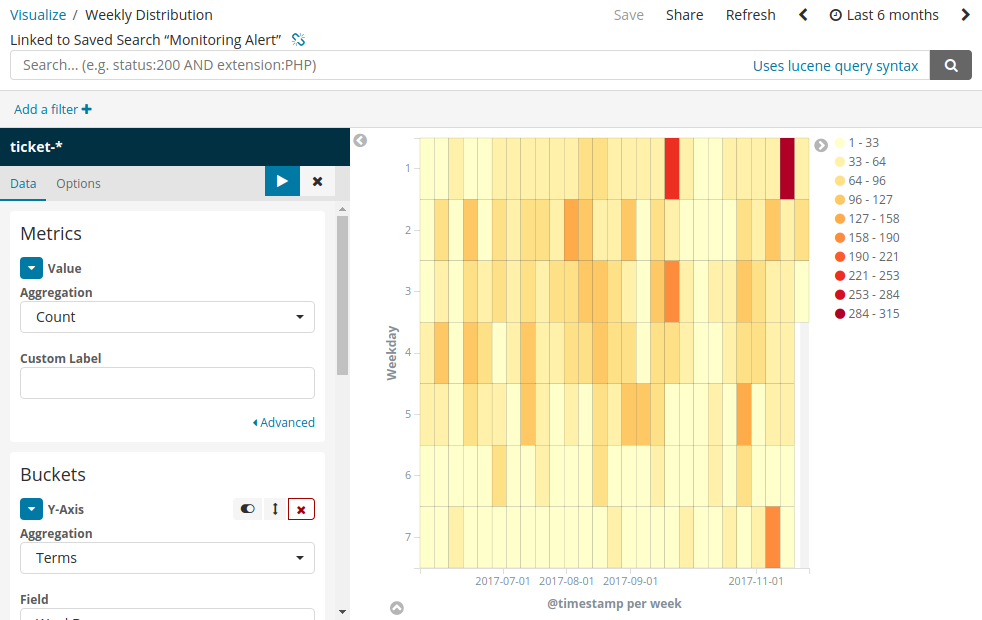 Visualize / Weekly Distribution
Save Share Refresh Last 6 months
Linked to Saved Search “Monitoring Alert”
Search... (e.g. status:200 AND extension:PHP) Uses lucene query syntax
Add a filter
ticket-*
Data Options
Metrics
Value
Aggregation
Count
Custom Label
Advanced
Buckets
Y-Axis
Aggregation
Terms
Field
Weekday
1
2
3
4
5
6
7
2017-07-01 2017-08-01 2017-09-01 2017-11-01
@timestamp per week
1 - 33
33 - 64
64 - 96
96 - 127
127 - 158
158 - 190
190 - 221
221 - 253
253 - 284
284 - 315